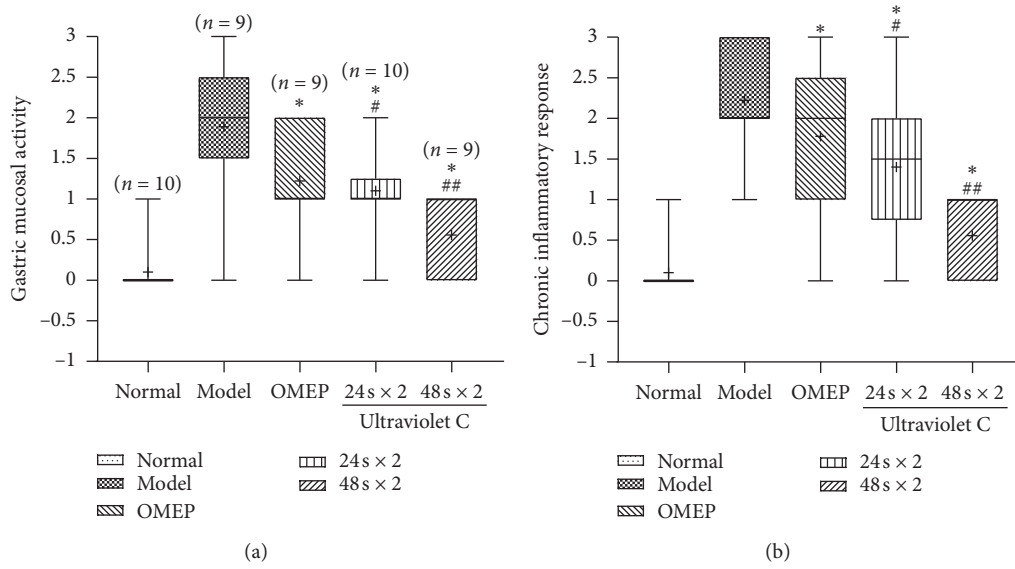 (n = 9)
(n = 9)
*
(n = 10)
*
#
(n = 9)
*
##
(n = 10)
3
2.5
2
1.5
1
0.5
0
−0.5
−1
Gastric mucosal activity
Normal Model OMEP 24 s × 2 48 s × 2
Ultraviolet C
Normal 24 s × 2
Model 48 s × 2
OMEP
(a)
*
*
#
*
##
3
2.5
2
1.5
1
0.5
0
−0.5
−1
Chronic inflammatory response
Normal Model OMEP 24 s × 2 48 s × 2
Ultraviolet C
Normal 24 s × 2
Model 48 s × 2
OMEP
(b)